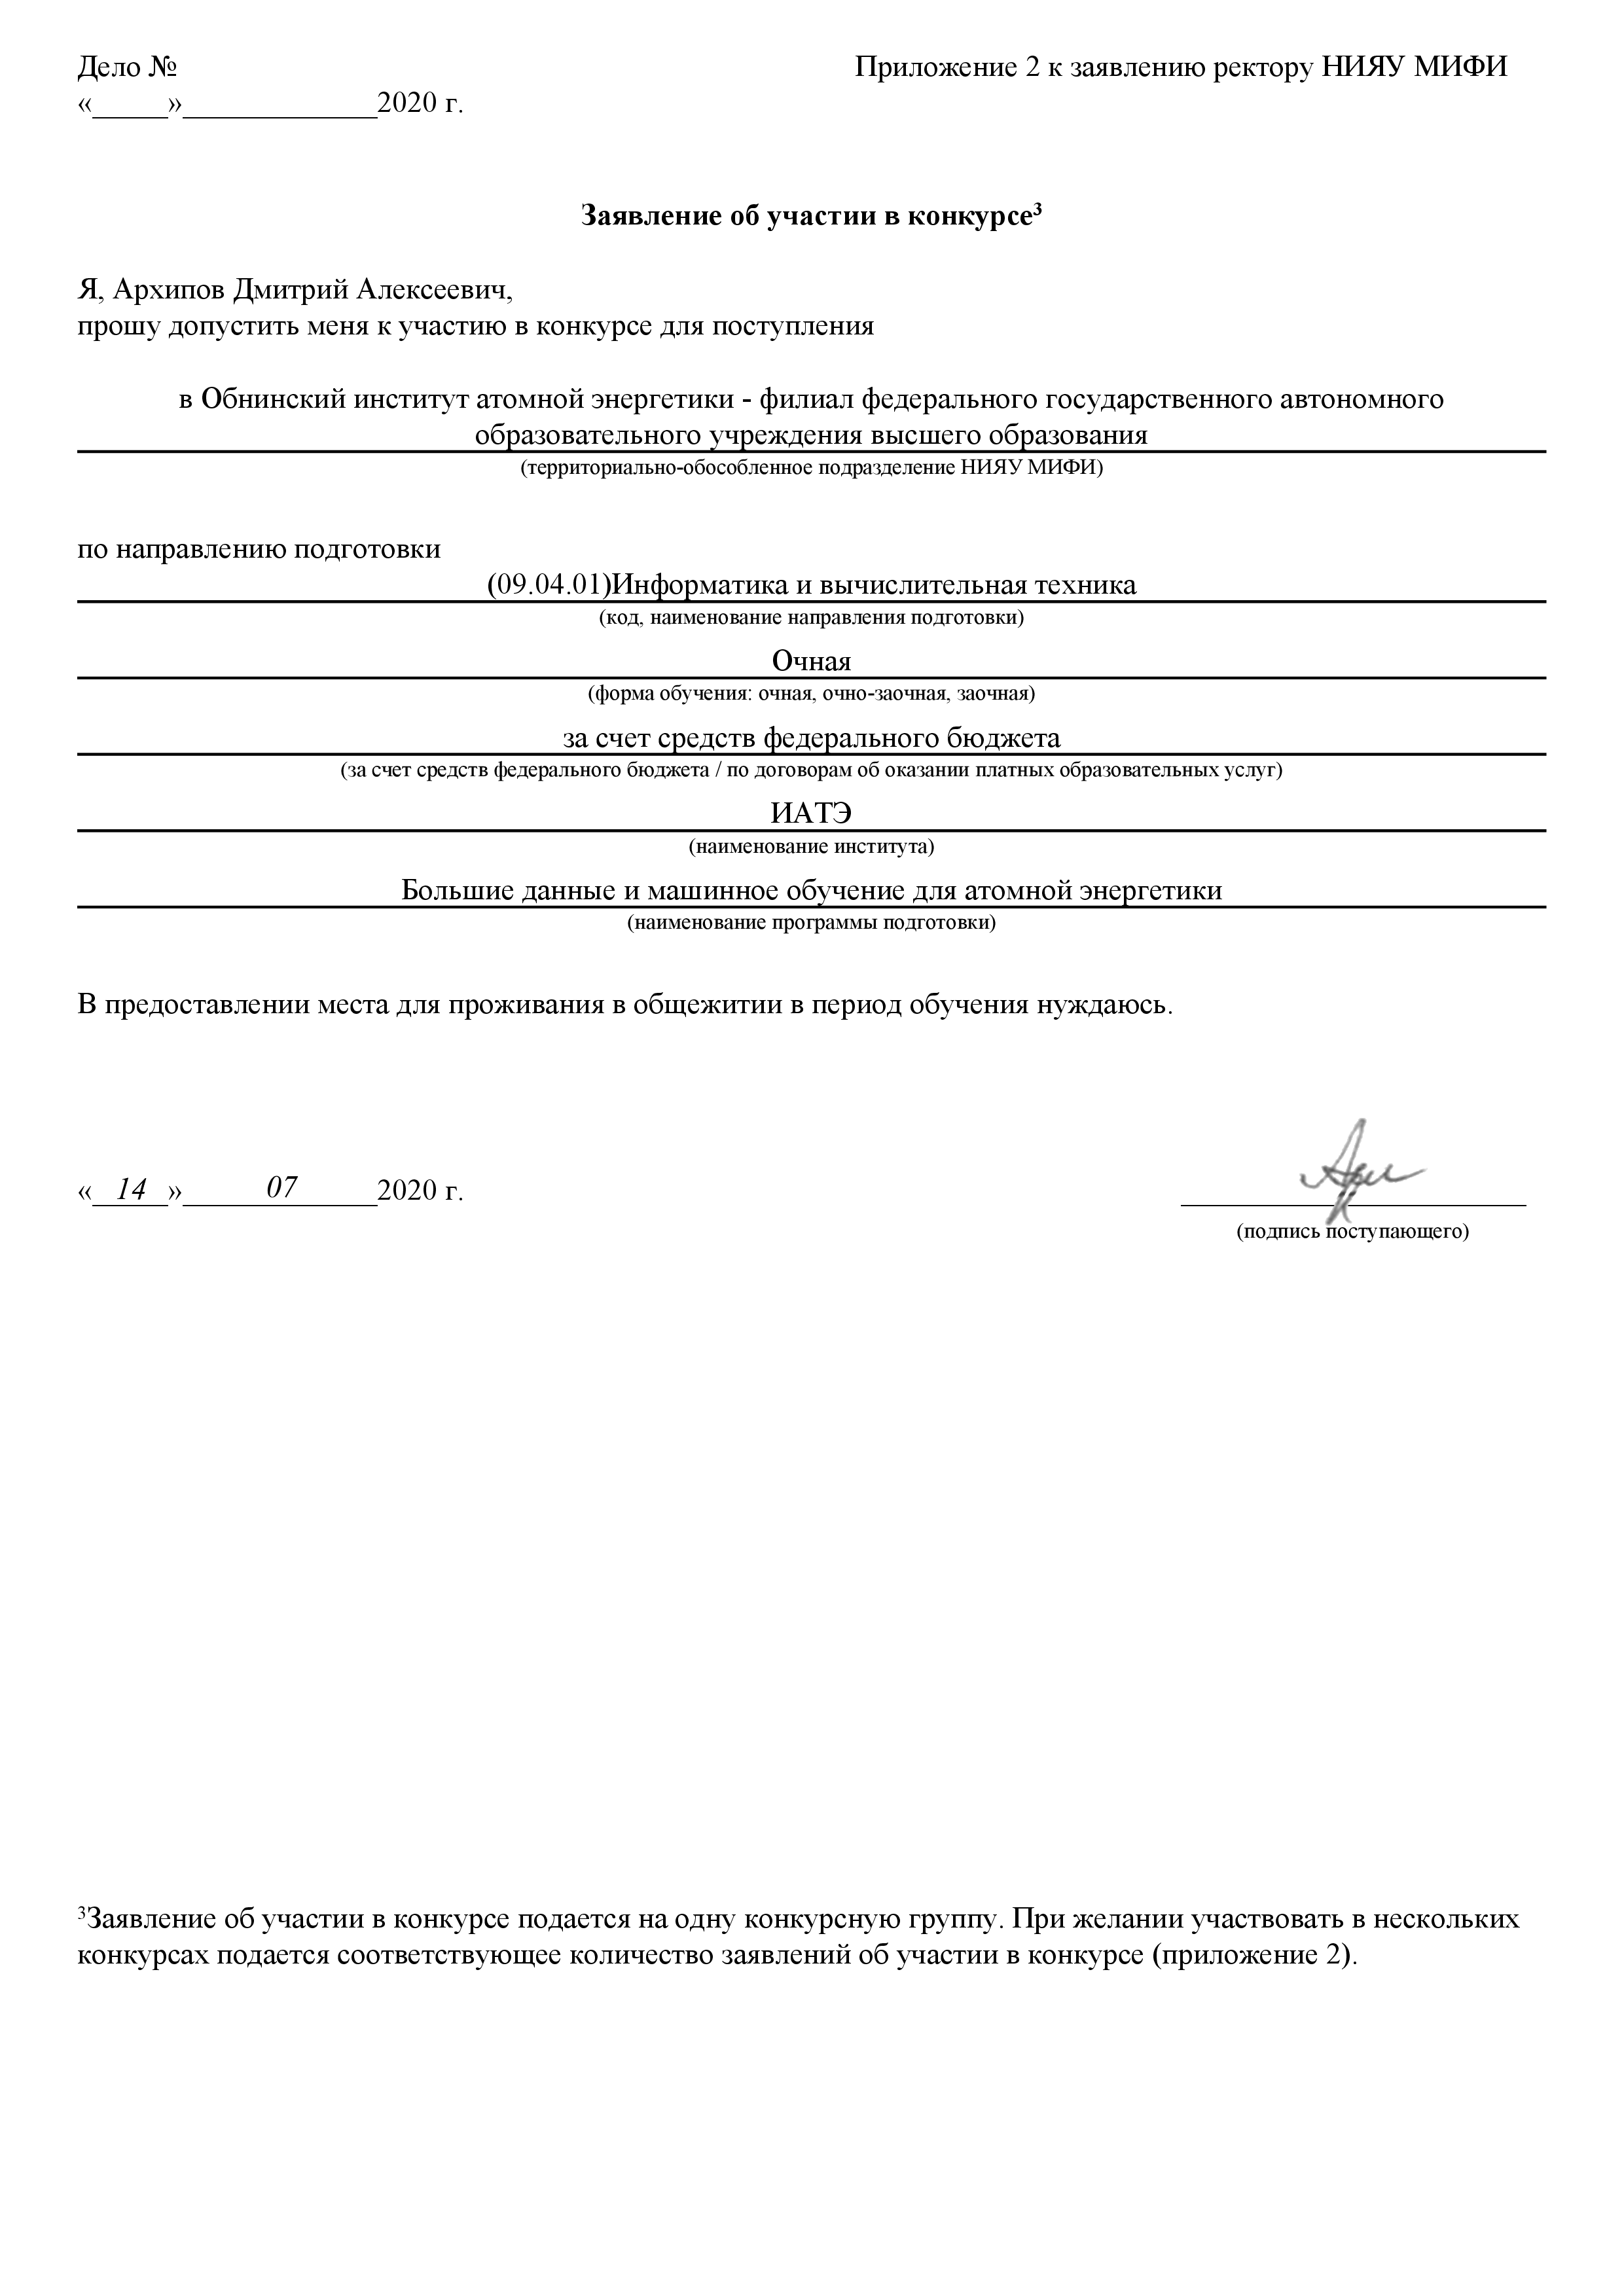 Дело №
Приложение 2 к заявлению ректору НИЯУ МИФИ
«_____»_____________2020 г.
Заявление об участии в конкурсе³
Я, Архипов Дмитрий Алексеевич,
прошу допустить меня к участию в конкурсе для поступления
в Обнинский институт атомной энергетики - филиал федерального государственного автономного
образовательного учреждения высшего образования
(территориально-обособленное подразделение НИЯУ МИФИ)
по направлению подготовки
(09.04.01)Информатика и вычислительная техника
(код, наименование направления подготовки)
Очная
(форма обучения: очная, очно-заочная, заочная)
за счет средств федерального бюджета
(за счет средств федерального бюджета / по договорам об оказании платных образовательных услуг)
ИАТЭ
(наименование института)
Большие данные и машинное обучение для атомной энергетики
(наименование программы подготовки)
В предоставлении места для проживания в общежитии в период обучения нуждаюсь.
« 14 » 07 2020 г.
(подпись поступающего)
³Заявление об участии в конкурсе подается на одну конкурсную группу. При желании участвовать в нескольких
конкурсах подается соответствующее количество заявлений об участии в конкурсе (приложение 2).